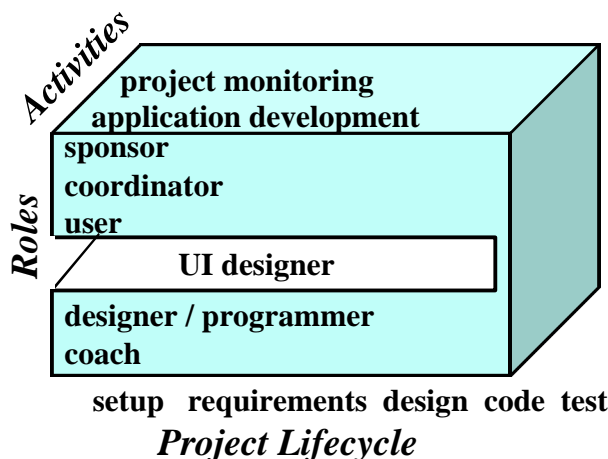 Activities
project monitoring
application development
Roles
sponsor
coordinator
user
UI designer
designer / programmer
coach
setup requirements design code test
Project Lifecycle